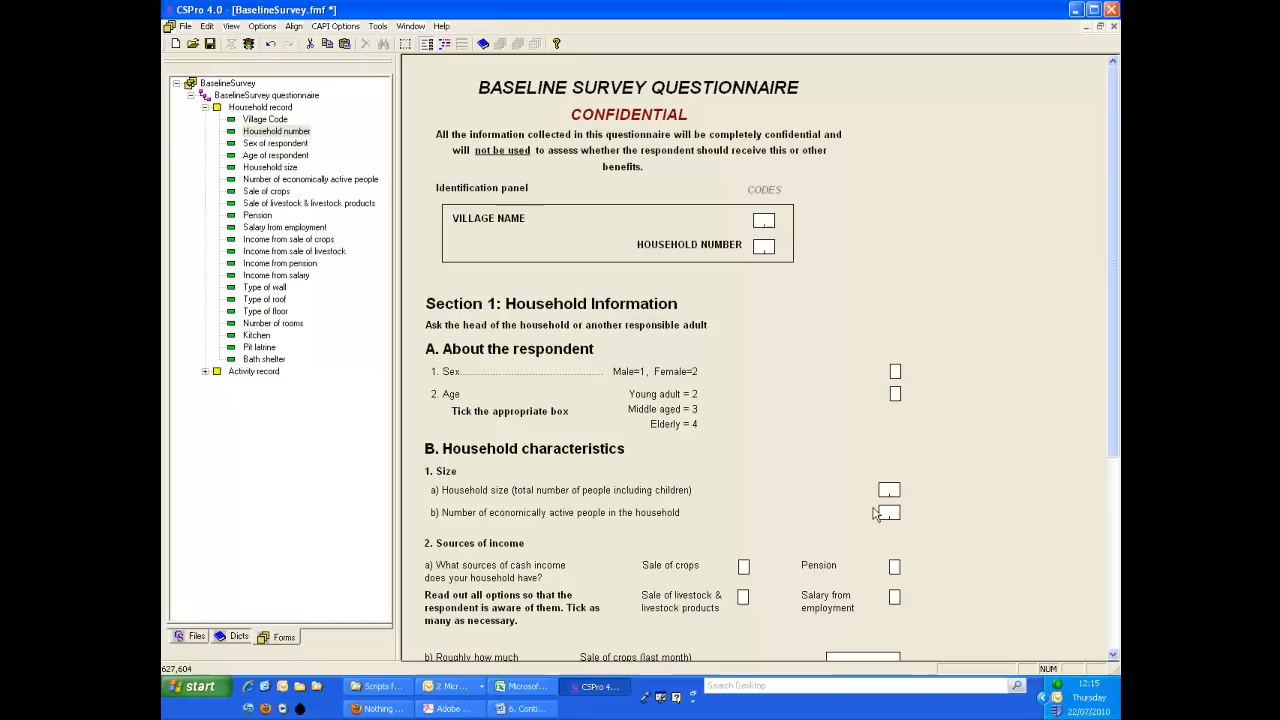 CSPro 4.0 - [BaselineSurvey.fmf *]
File Edit View Options Align CAPI Options Tools Window Help
BaselineSurvey
BaselineSurvey questionnaire
Household record
Village Code
Household number
Sex of respondent
Age of respondent
Household size
Number of economically active people
Sale of crops
Sale of livestock & livestock products
Pension
Salary from employment
Income from sale of crops
Income from sale of livestock
Income from pension
Income from salary
Type of wall
Type of roof
Type of floor
Number of rooms
Kitchen
Pit latrine
Bath shelter
Activity record
Files Dicts Forms
BASELINE SURVEY QUESTIONNAIRE
CONFIDENTIAL
All the information collected in this questionnaire will be completely confidential and
will not be used to assess whether the respondent should receive this or other
benefits.
Identification panel CODES
VILLAGE NAME
HOUSEHOLD NUMBER
Section 1: Household Information
Ask the head of the household or another responsible adult
A. About the respondent
1. Sex................................................ Male=1, Female=2
2. Age Young adult = 2
Tick the appropriate box Middle aged = 3
Elderly = 4
B. Household characteristics
1. Size
a) Household size (total number of people including children)
b) Number of economically active people in the household
2. Sources of income
a) What sources of cash income Sale of crops Pension
does your household have?
Read out all options so that the Sale of livestock & Salary from
respondent is aware of them. Tick as livestock products employment
many as necessary.
b) Roughly how much Sale of crops (last month)
627,604 NUM
start Scripts f... 2 Micr... Microsof... CSPro 4.... Search Desktop 12:15
Thursday
Nothing ... Adobe ... 6. Conti... 22/07/2010